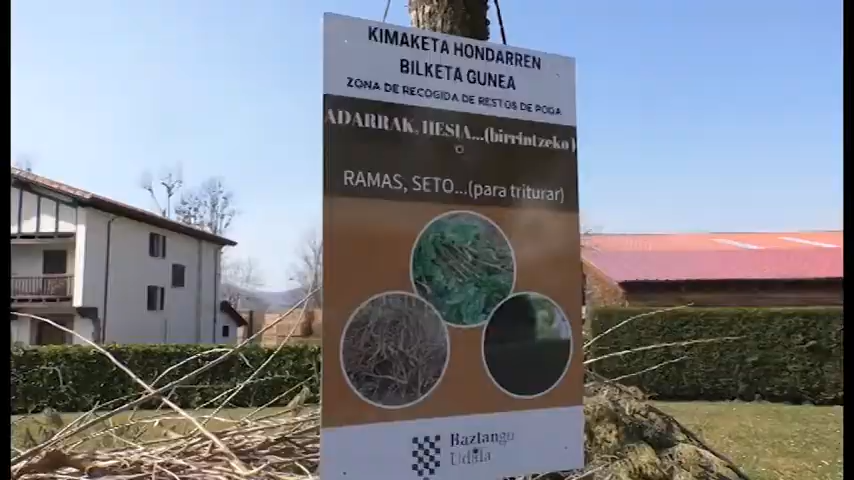 KIMAKETA HONDARREN
BILKETA GUNEA
ZONA DE RECOGIDA DE RESTOS DE PODA
ADARRAK, HESIA...(birrintzeko)
RAMAS, SETO...(para triturar)
Baztango
Udala